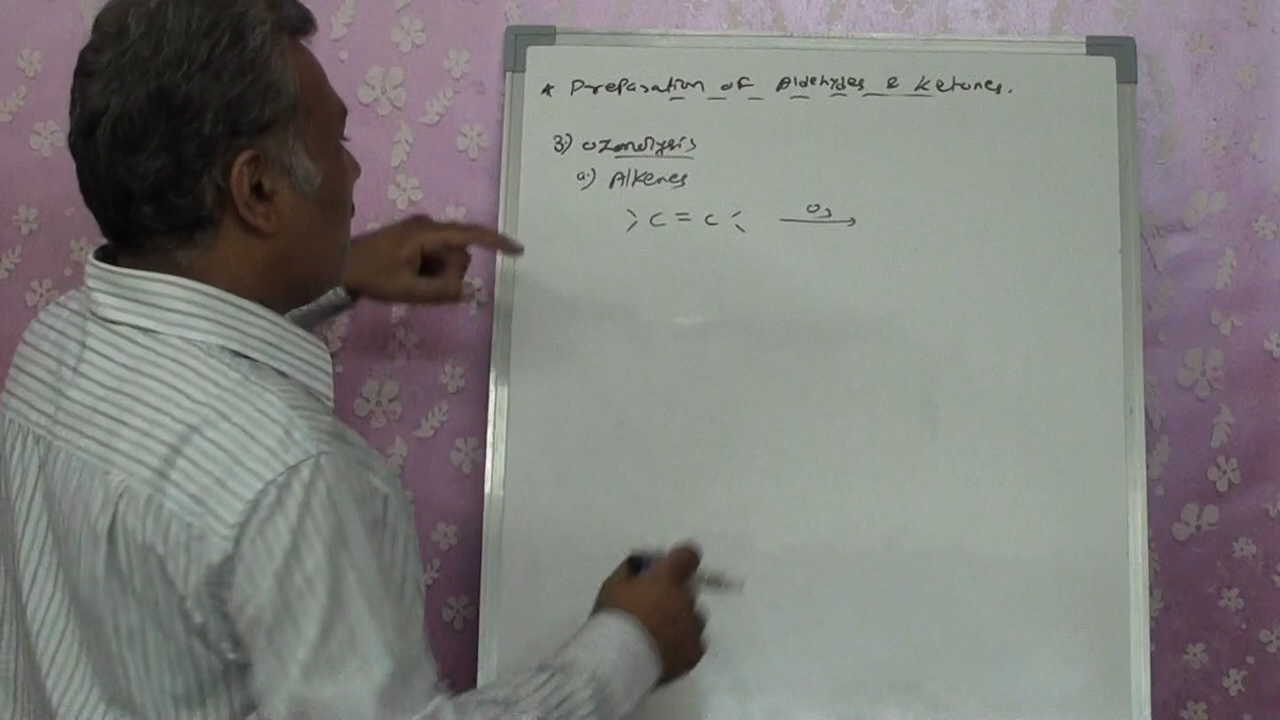 * Preparation of Aldehydes & Ketones.
3) Ozonolysis
a) Alkenes
>C = C< O3 →